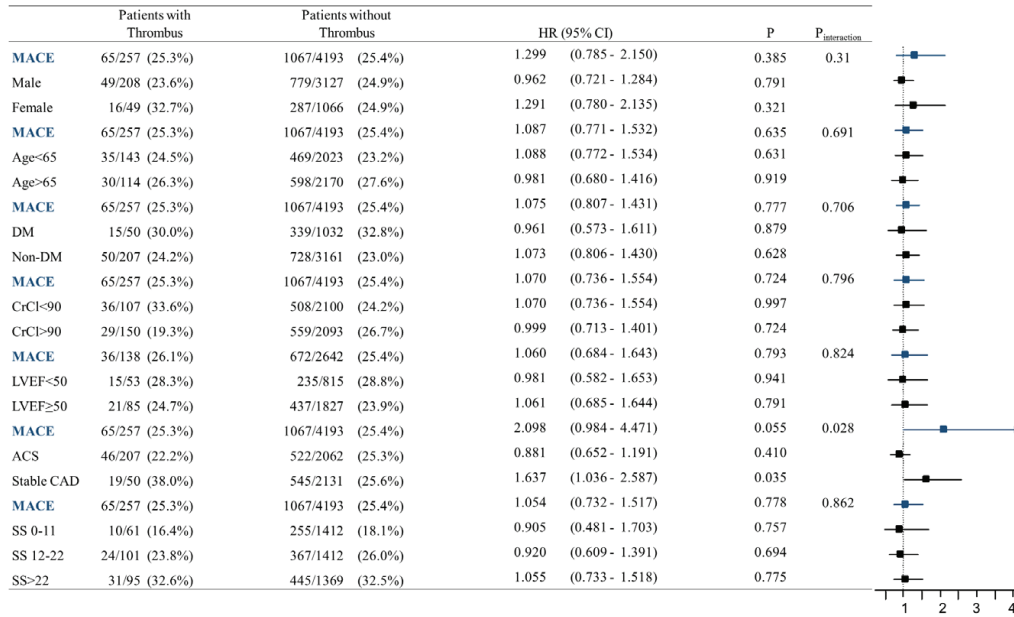 Patients with Thrombus Patients without Thrombus HR (95% CI) P P interaction
MACE 65/257 (25.3%) 1067/4193 (25.4%) 1.299 (0.785 - 2.150) 0.385 0.31
Male 49/208 (23.6%) 779/3127 (24.9%) 0.962 (0.721 - 1.284) 0.791
Female 16/49 (32.7%) 287/1066 (24.9%) 1.291 (0.780 - 2.135) 0.321
MACE 65/257 (25.3%) 1067/4193 (25.4%) 1.087 (0.771 - 1.532) 0.635 0.691
Age<65 35/143 (24.5%) 469/2023 (23.2%) 1.088 (0.772 - 1.534) 0.631
Age>65 30/114 (26.3%) 598/2170 (27.6%) 0.981 (0.680 - 1.416) 0.919
MACE 65/257 (25.3%) 1067/4193 (25.4%) 1.075 (0.807 - 1.431) 0.777 0.706
DM 15/50 (30.0%) 339/1032 (32.8%) 0.961 (0.573 - 1.611) 0.879
Non-DM 50/207 (24.2%) 728/3161 (23.0%) 1.073 (0.806 - 1.430) 0.628
MACE 65/257 (25.3%) 1067/4193 (25.4%) 1.070 (0.736 - 1.554) 0.724 0.796
CrCl<90 36/107 (33.6%) 508/2100 (24.2%) 1.070 (0.736 - 1.554) 0.997
CrCl>90 29/150 (19.3%) 559/2093 (26.7%) 0.999 (0.713 - 1.401) 0.724
MACE 36/138 (26.1%) 672/2642 (25.4%) 1.060 (0.684 - 1.643) 0.793 0.824
LVEF<50 15/53 (28.3%) 235/815 (28.8%) 0.981 (0.582 - 1.653) 0.941
LVEF≥50 21/85 (24.7%) 437/1827 (23.9%) 1.061 (0.685 - 1.644) 0.791
MACE 65/257 (25.3%) 1067/4193 (25.4%) 2.098 (0.984 - 4.471) 0.055 0.028
ACS 46/207 (22.2%) 522/2062 (25.3%) 0.881 (0.652 - 1.191) 0.410
Stable CAD 19/50 (38.0%) 545/2131 (25.6%) 1.637 (1.036 - 2.587) 0.035
MACE 65/257 (25.3%) 1067/4193 (25.4%) 1.054 (0.732 - 1.517) 0.778 0.862
SS 0-11 10/61 (16.4%) 255/1412 (18.1%) 0.905 (0.481 - 1.703) 0.757
SS 12-22 24/101 (23.8%) 367/1412 (26.0%) 0.920 (0.609 - 1.391) 0.694
SS>22 31/95 (32.6%) 445/1369 (32.5%) 1.055 (0.733 - 1.518) 0.775
1 2 3 4